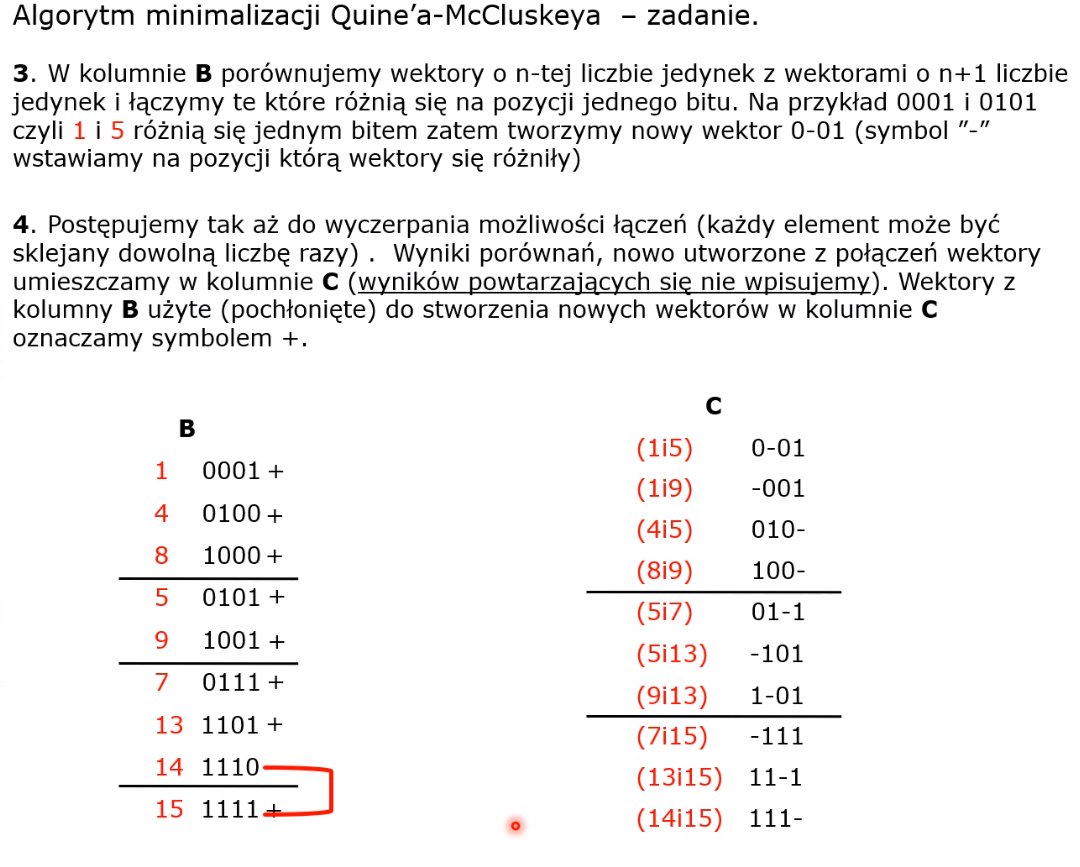 Algorytm minimalizacji Quine’a-McCluskeya – zadanie.
3. W kolumnie B porównujemy wektory o n-tej liczbie jedynek z wektorami o n+1 liczbie
jedynek i łączymy te które różnią się na pozycji jednego bitu. Na przykład 0001 i 0101
czyli 1 i 5 różnią się jednym bitem zatem tworzymy nowy wektor 0-01 (symbol ”-”
wstawiamy na pozycji którą wektory się różniły)
4. Postępujemy tak aż do wyczerpania możliwości łączeń (każdy element może być
sklejany dowolną liczbę razy) . Wyniki porównań, nowo utworzone z połączeń wektory
umieszczamy w kolumnie C (wyników powtarzających się nie wpisujemy). Wektory z
kolumny B użyte (pochłonięte) do stworzenia nowych wektorów w kolumnie C
oznaczamy symbolem +.
B
1 0001 +
4 0100 +
8 1000 +
5 0101 +
9 1001 +
7 0111 +
13 1101 +
14 1110
15 1111 +
C
(1i5) 0-01
(1i9) -001
(4i5) 010-
(8i9) 100-
(5i7) 01-1
(5i13) -101
(9i13) 1-01
(7i15) -111
(13i15) 11-1
(14i15) 111-